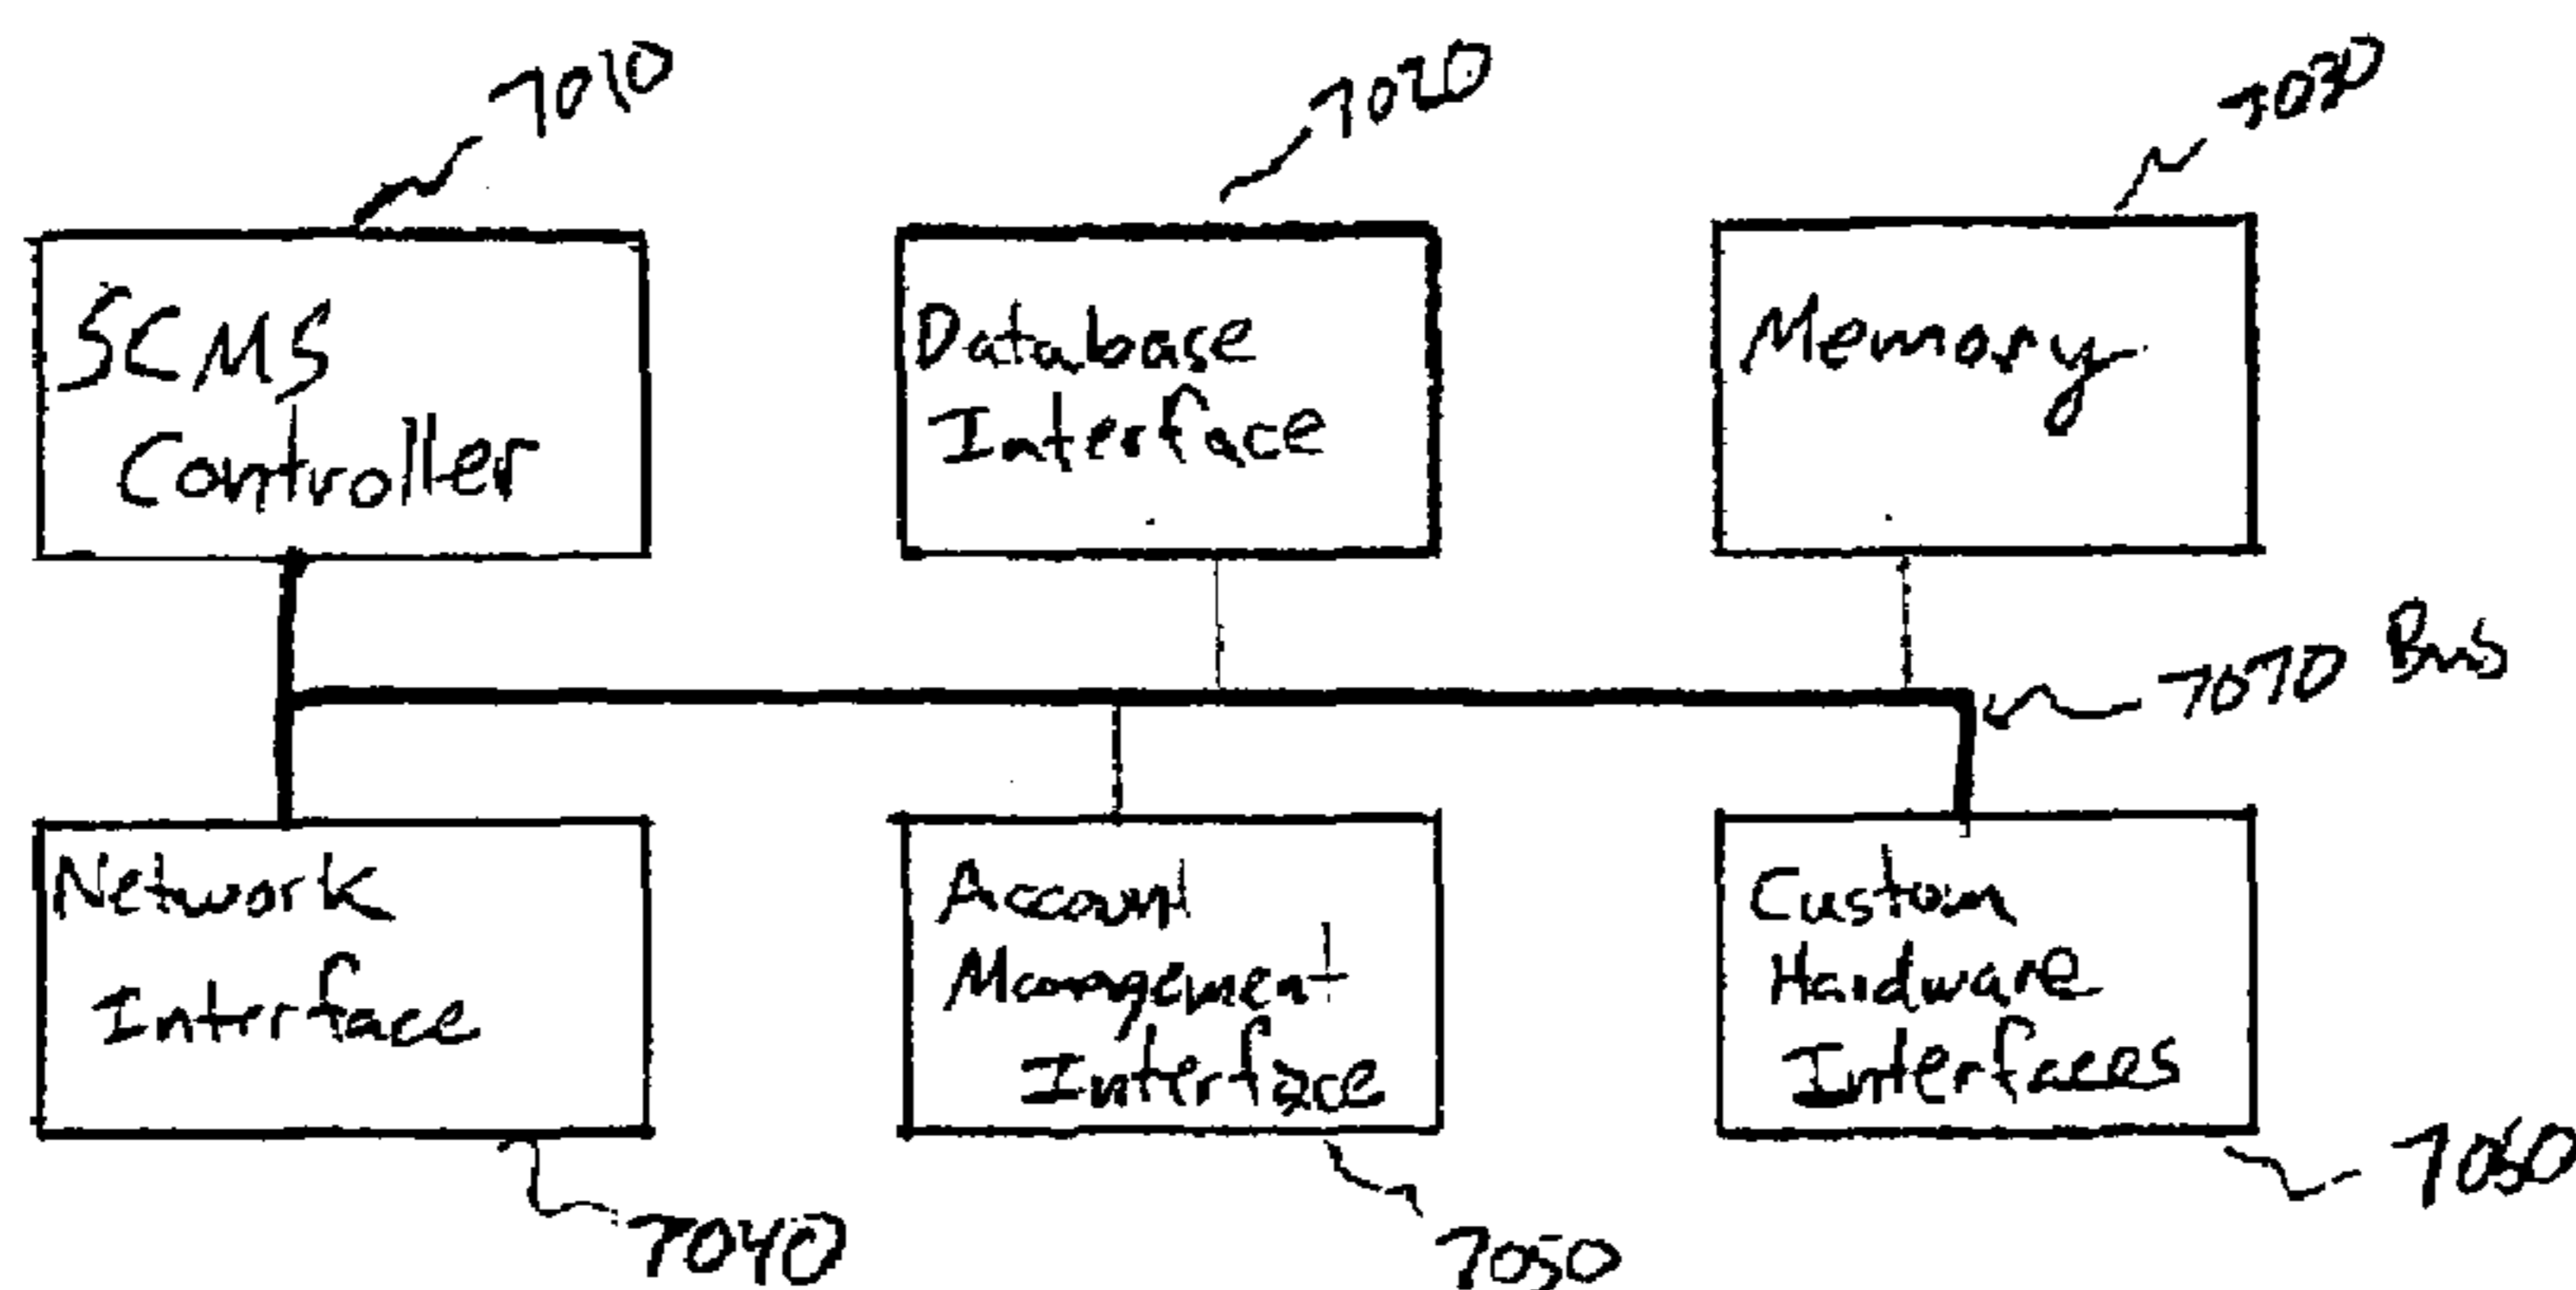 7010
7020
7030
SCMS
Controller
Database
Interface
Memory
7070 Bus
Network
Interface
Account
Management
Interface
Custom
Hardware
Interfaces
7040
7050
7060